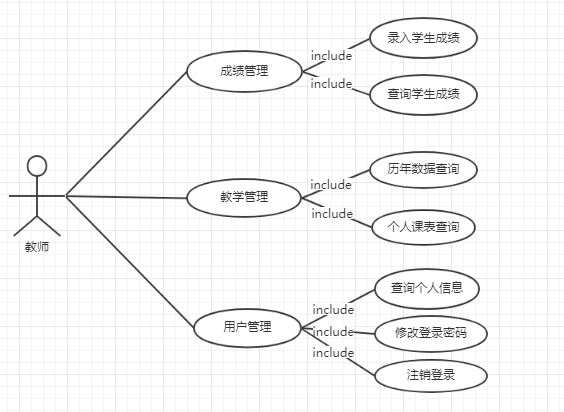 录入学生成绩
include
成绩管理
include
查询学生成绩
历年数据查询
include
教学管理
include
个人课表查询
教师
查询个人信息
include
用户管理
include
修改登录密码
include
注销登录